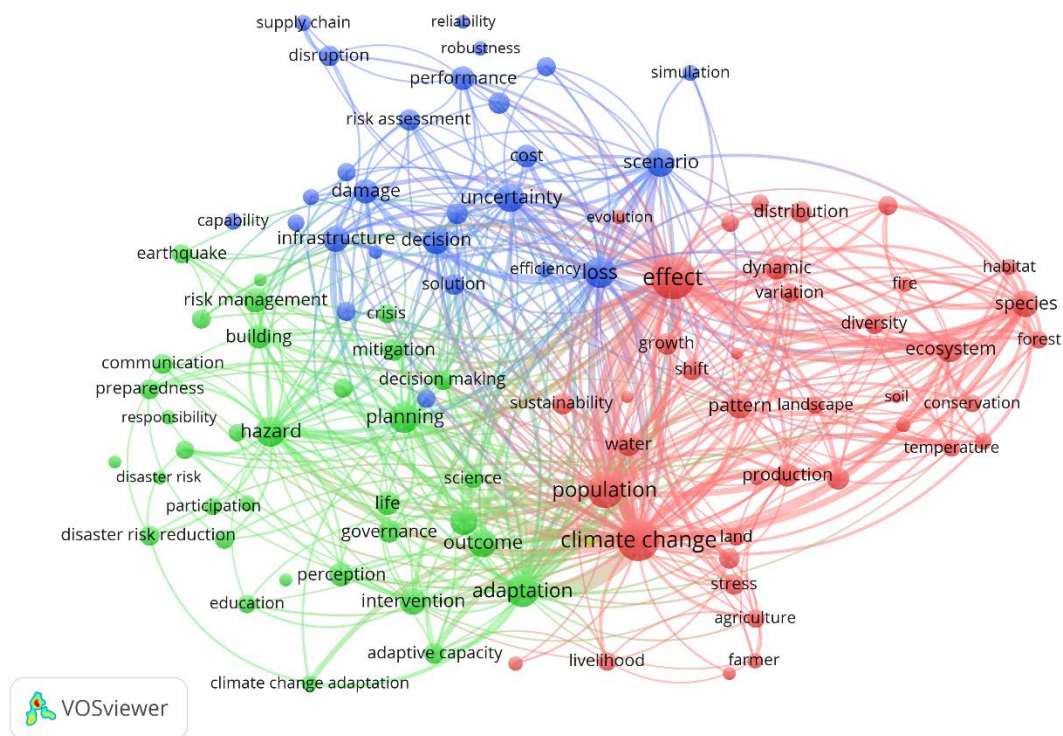 supply chain
reliability
disruption
robustness
performance
simulation
risk assessment
cost
scenario
damage
uncertainty
evolution
distribution
capability
infrastructure
decision
earthquake
efficiency
loss
effect
dynamic
habitat
solution
variation
fire
species
risk management
crisis
diversity
building
mitigation
growth
ecosystem
forest
communication
decision making
shift
preparedness
sustainability
pattern
landscape
soil
conservation
responsibility
planning
hazard
water
temperature
disaster risk
science
population
production
participation
life
disaster risk reduction
governance
outcome
climate change
land
perception
stress
education
intervention
adaptation
agriculture
adaptive capacity
livelihood
farmer
climate change adaptation
VOSviewer